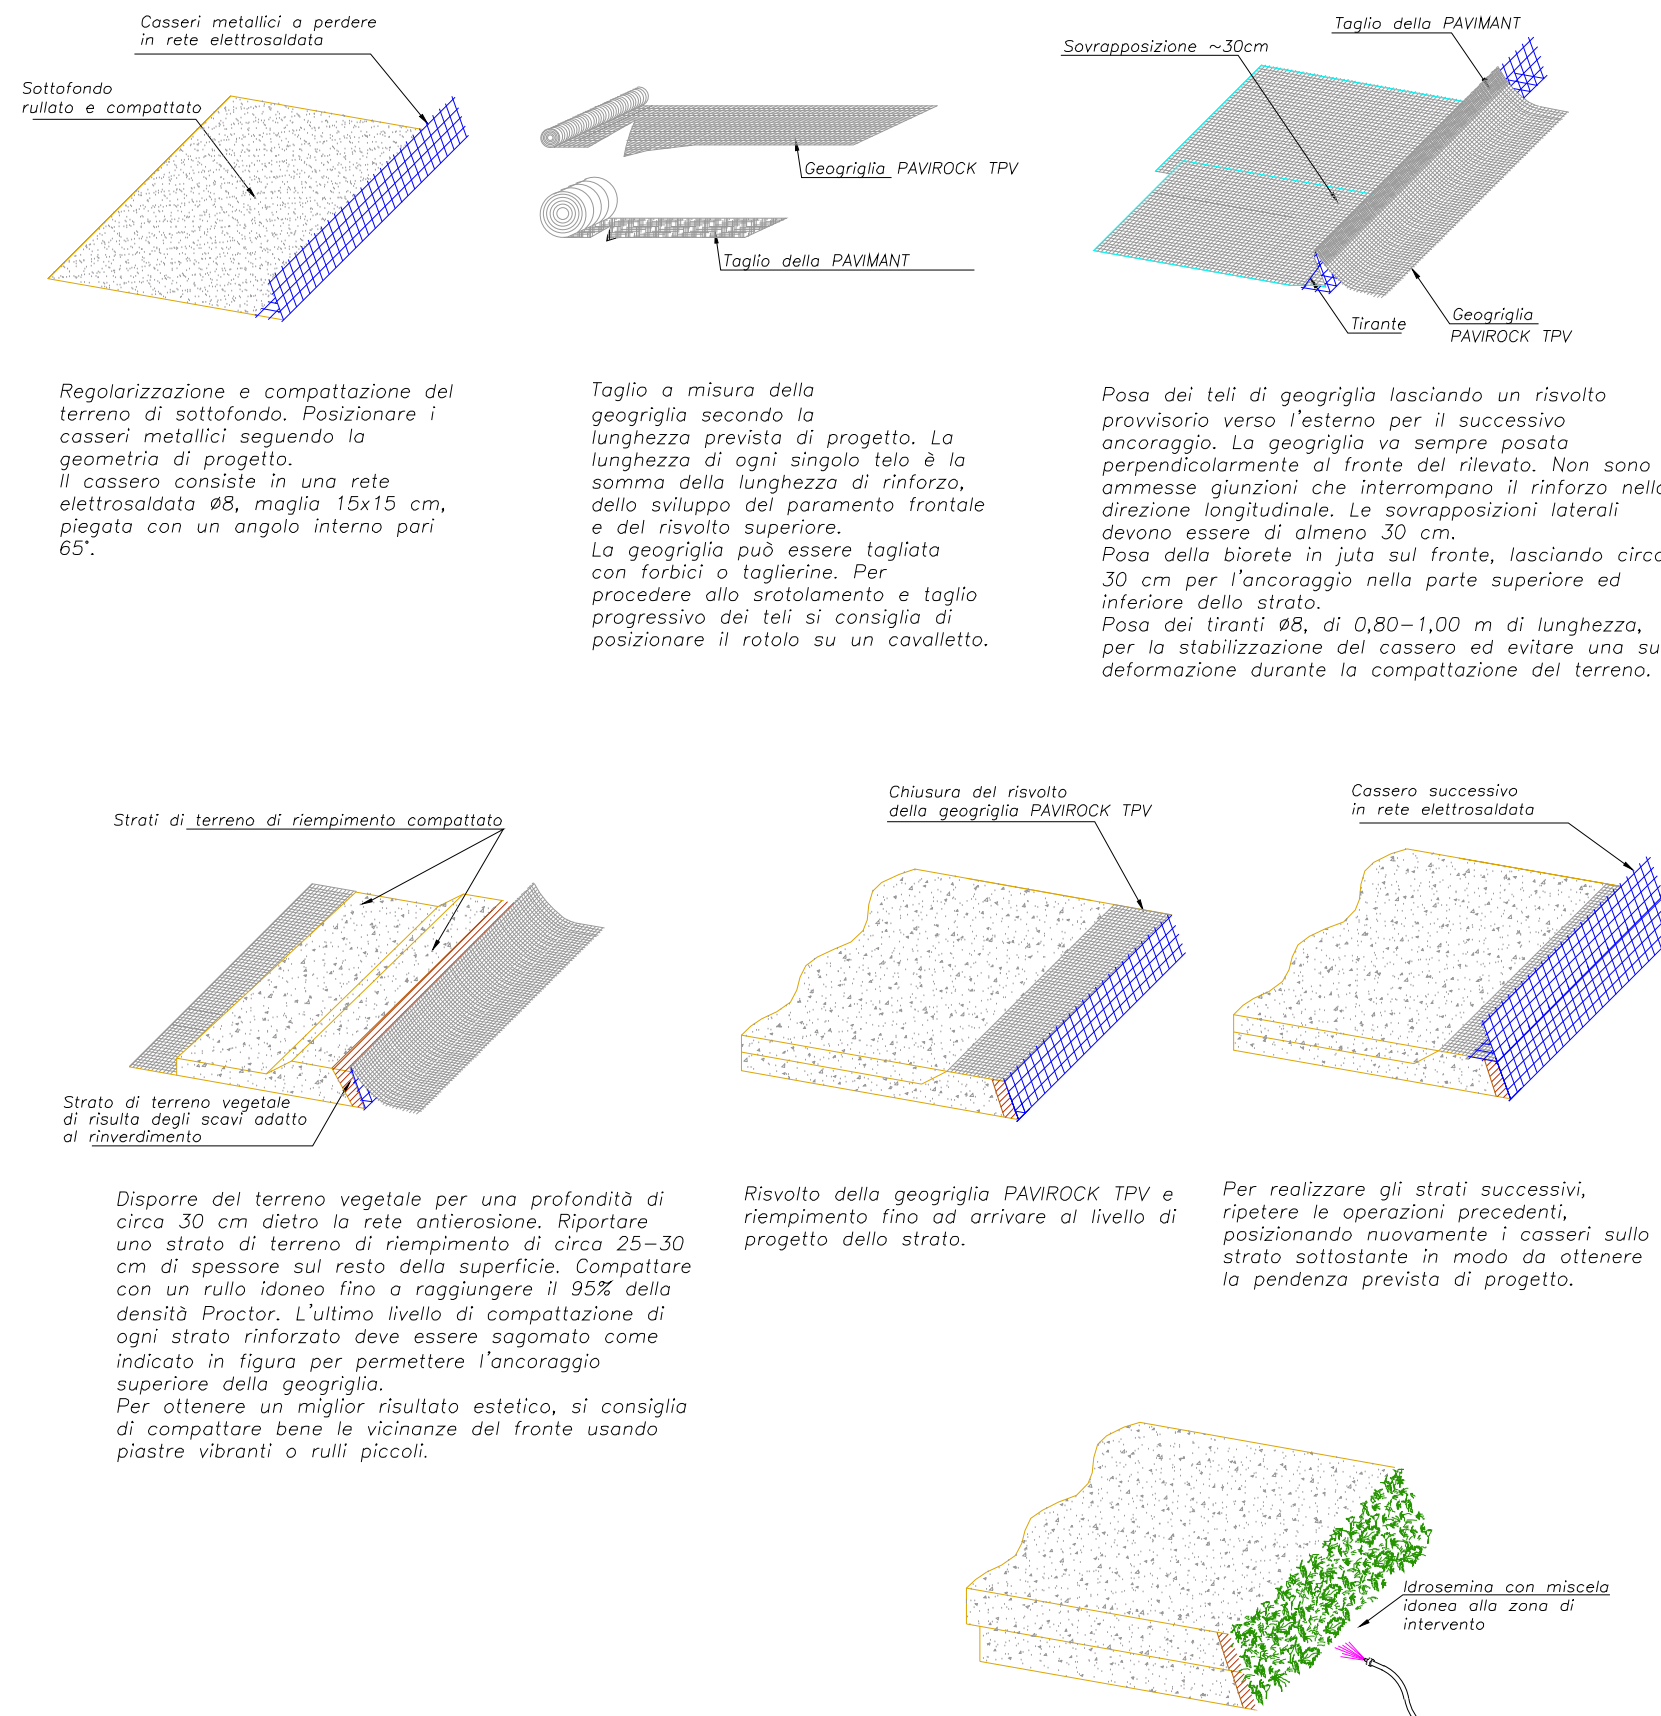 Casseri metallici a perdere
in rete elettrosaldata
Sottofondo
rullato e compattato
Geogriglia PAVIROCK TPV
Taglio della PAVIMANT
Taglio della PAVIMANT
Sovrapposizione ~30cm
Tirante
Geogriglia
PAVIROCK TPV
Regolarizzazione e compattazione del
terreno di sottofondo. Posizionare i
casseri metallici seguendo la
geometria di progetto.
Il cassero consiste in una rete
elettrosaldata Ø8, maglia 15x15 cm,
piegata con un angolo interno pari
65°.
Taglio a misura della
geogriglia secondo la
lunghezza prevista di progetto. La
lunghezza di ogni singolo telo è la
somma della lunghezza di rinforzo,
dello sviluppo del paramento frontale
e del risvolto superiore.
La geogriglia può essere tagliata
con forbici o taglierine. Per
procedere allo srotolamento e taglio
progressivo dei teli si consiglia di
posizionare il rotolo su un cavalletto.
Posa dei teli di geogriglia lasciando un risvolto
provvisorio verso l'esterno per il successivo
ancoraggio. La geogriglia va sempre posata
perpendicolarmente al fronte del rilevato. Non sono
ammesse giunzioni che interrompano il rinforzo nella
direzione longitudinale. Le sovrapposizioni laterali
devono essere di almeno 30 cm.
Posa della biorete in juta sul fronte, lasciando circa
30 cm per l'ancoraggio nella parte superiore ed
inferiore dello strato.
Posa dei tiranti Ø8, di 0,80-1,00 m di lunghezza,
per la stabilizzazione del cassero ed evitare una su
deformazione durante la compattazione del terreno.
Strati di terreno di riempimento compattato
Strato di terreno vegetale
di risulta degli scavi adatto
al rinverdimento
Chiusura del risvolto
della geogriglia PAVIROCK TPV
Cassero successivo
in rete elettrosaldata
Disporre del terreno vegetale per una profondità di
circa 30 cm dietro la rete antierosione. Riportare
uno strato di terreno di riempimento di circa 25-30
cm di spessore sul resto della superficie. Compattare
con un rullo idoneo fino a raggiungere il 95% della
densità Proctor. L'ultimo livello di compattazione di
ogni strato rinforzato deve essere sagomato come
indicato in figura per permettere l'ancoraggio
superiore della geogriglia.
Per ottenere un miglior risultato estetico, si consiglia
di compattare bene le vicinanze del fronte usando
piastre vibranti o rulli piccoli.
Risvolto della geogriglia PAVIROCK TPV e
riempimento fino ad arrivare al livello di
progetto dello strato.
Per realizzare gli strati successivi,
ripetere le operazioni precedenti,
posizionando nuovamente i casseri sullo
strato sottostante in modo da ottenere
la pendenza prevista di progetto.
Idrosemina con miscela
idonea alla zona di
intervento